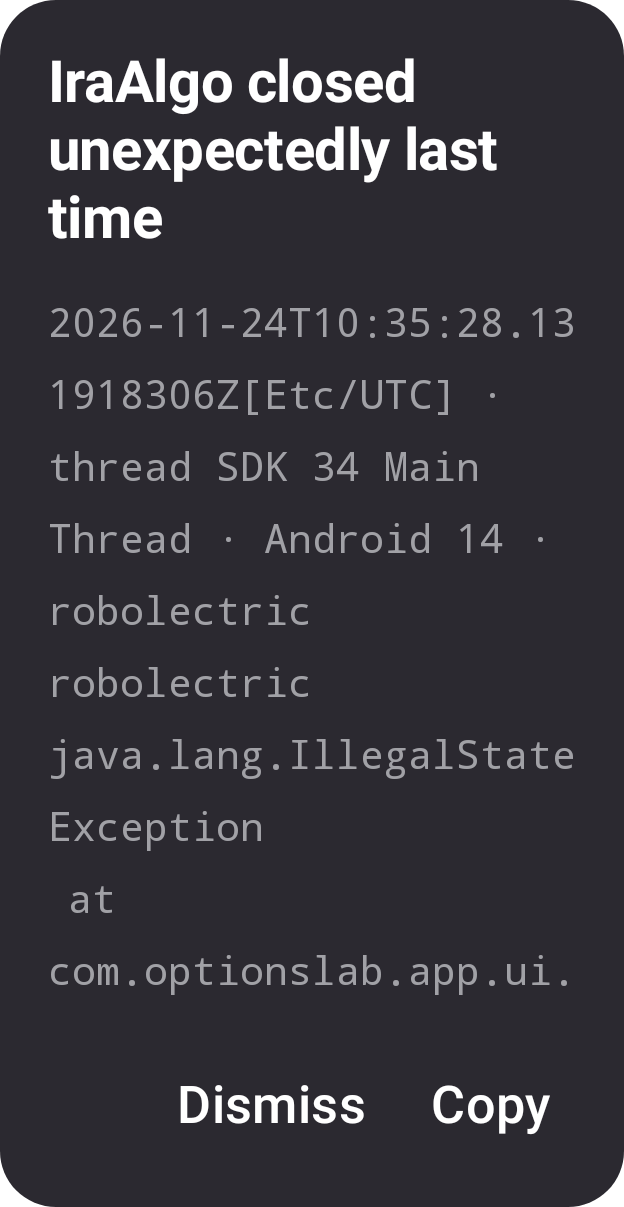 IraAlgo closed
unexpectedly last
time
2026-11-24T10:35:28.13
1918306Z[Etc/UTC] ·
thread SDK 34 Main
Thread · Android 14 ·
robolectric
robolectric
java.lang.IllegalState
Exception
at
com.optionslab.app.ui.
Dismiss Copy